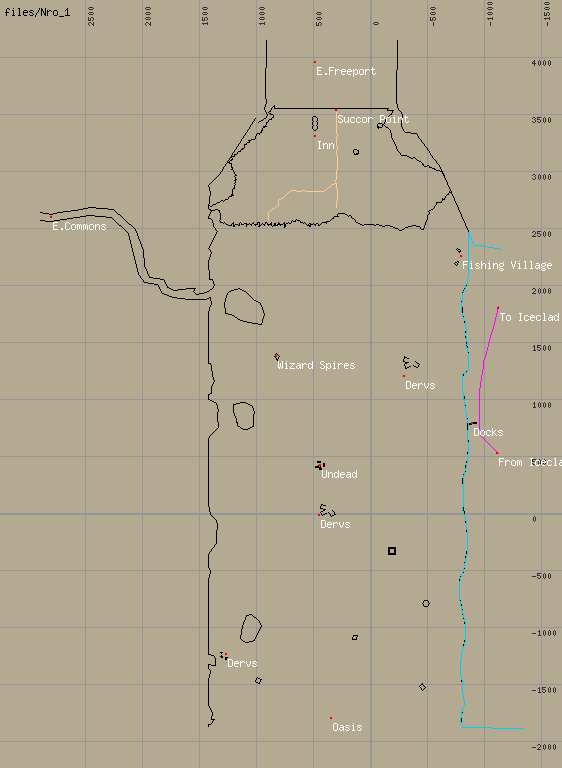 files/Nro_1
2500
2000
1500
1000
500
0
-500
-1000
-1500
4000
E.Freeport
3500
Succor Point
Inn
3000
2500
E.Commons
Fishing Village
2000
To Iceclad
1500
Wizard Spires
Dervs
1000
Docks
From Icecla
Undead
0
Dervs
-500
-1000
Dervs
-1500
Oasis
-2000